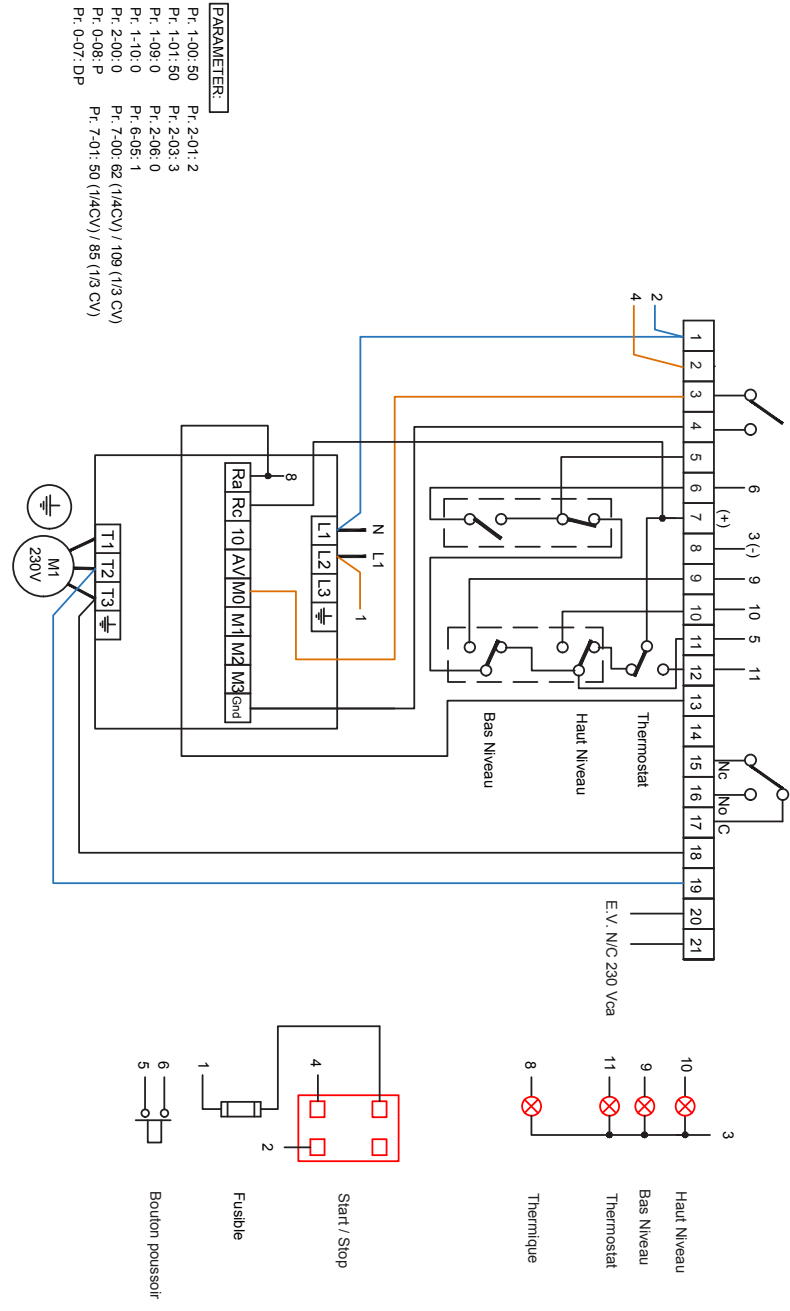 PARAMETER:
Pr. 1-00: 50 Pr. 2-01: 2
Pr. 1-01: 50 Pr. 2-03: 3
Pr. 1-09: 0 Pr. 2-06: 0
Pr. 1-10: 0 Pr. 6-05: 1
Pr. 2-00: 0 Pr. 7-00: 62 (1/4CV) / 109 (1/3 CV)
Pr. 0-08: P Pr. 7-01: 50 (1/4CV) / 85 (1/3 CV)
Pr. 0-07: DP
6 3 (-) 9 10 5 11
(+)
Nc No C
1 2 3 4 5 6 7 8 9 10 11 12 13 14 15 16 17 18 19 20 21
2
4
E.V. N/C 230 Vca
Thermostat
Haut Niveau
Bas Niveau
N L1
1
L1 L2 L3
8
Ra Rc 10 AV M0 M1 M2 M3 Gnd
T1 T2 T3
M1
230V
3
10 Haut Niveau
9 Bas Niveau
11 Thermostat
8 Thermique
4
2
Start / Stop
1
Fusible
6
5
Bouton poussoir